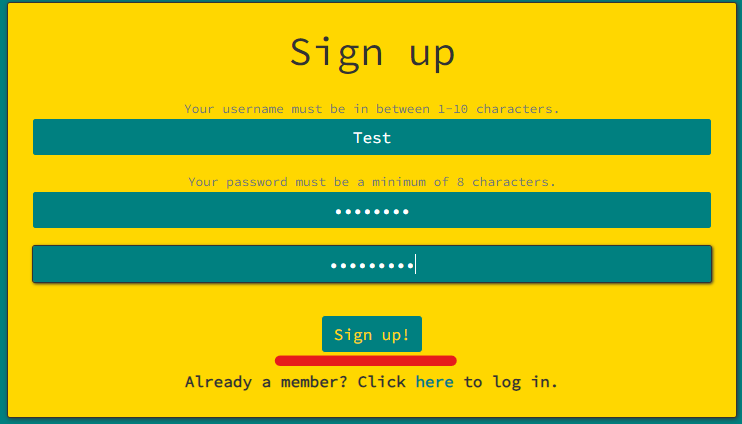 Sign up
Your username must be in between 1-10 characters.
Test
Your password must be a minimum of 8 characters.
••••••••
•••••••••
Sign up!
Already a member? Click here to log in.